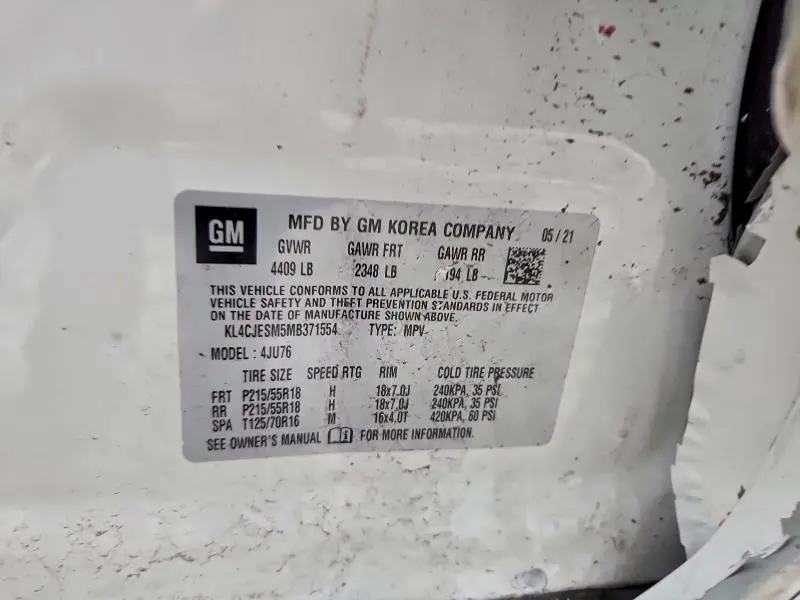 GM
MFD BY GM KOREA COMPANY 05 / 21
GVWR GAWR FRT GAWR RR
4409 LB 2348 LB 94 LB
THIS VEHICLE CONFORMS TO ALL APPLICABLE U.S. FEDERAL MOTOR
VEHICLE SAFETY AND THEFT PREVENTION STANDARDS IN EFFECT
ON THE DATE OF MANUFACTURE SHOWN ABOVE.
KL4CJESM5MB371554 TYPE: MPV
MODEL : 4JU76
TIRE SIZE SPEED RTG RIM COLD TIRE PRESSURE
FRT P215/55R18 H 18x7.0J 240KPA, 35 PSI
RR P215/55R18 H 18x7.0J 240KPA, 35 PSI
SPA T125/70R16 M 16x4.0T 420KPA, 60 PSI
SEE OWNER'S MANUAL FOR MORE INFORMATION.